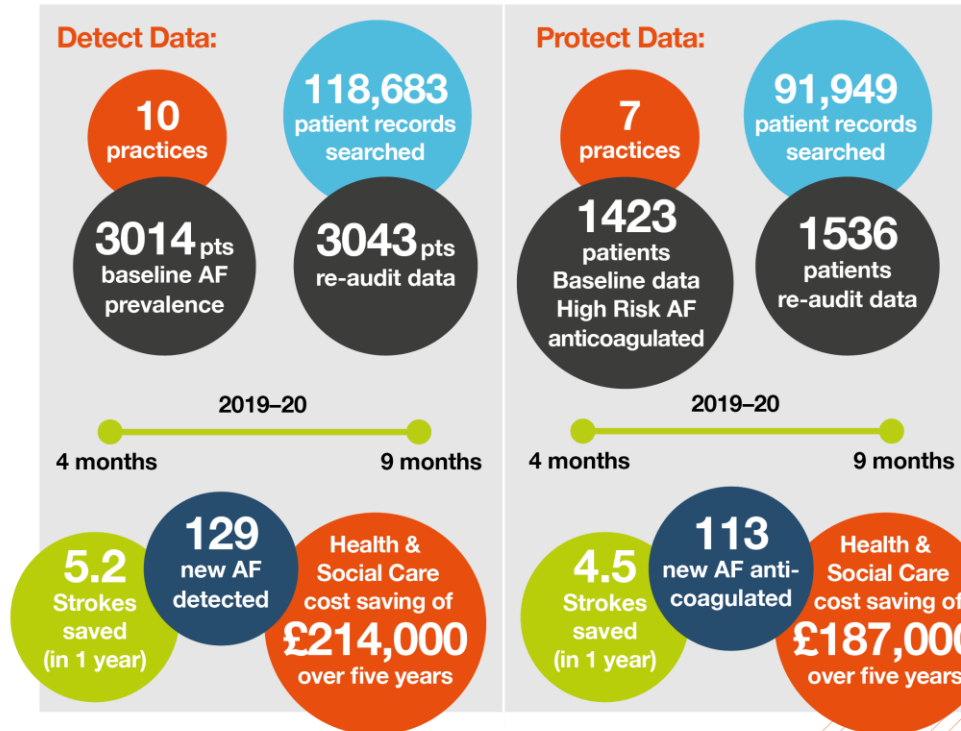 Detect Data:
10
practices
118,683
patient records
searched
3014 pts
baseline AF
prevalence
3043 pts
re-audit data
2019–20
4 months
9 months
5.2
Strokes
saved
(in 1 year)
129
new AF
detected
Health &
Social Care
cost saving of
£214,000
over five years
Protect Data:
7
practices
91,949
patient records
searched
1423
patients
Baseline data
High Risk AF
anticoagulated
1536
patients
re-audit data
2019–20
4 months
9 months
4.5
Strokes
saved
(in 1 year)
113
new AF anti-
coagulated
Health &
Social Care
cost saving of
£187,000
over five years